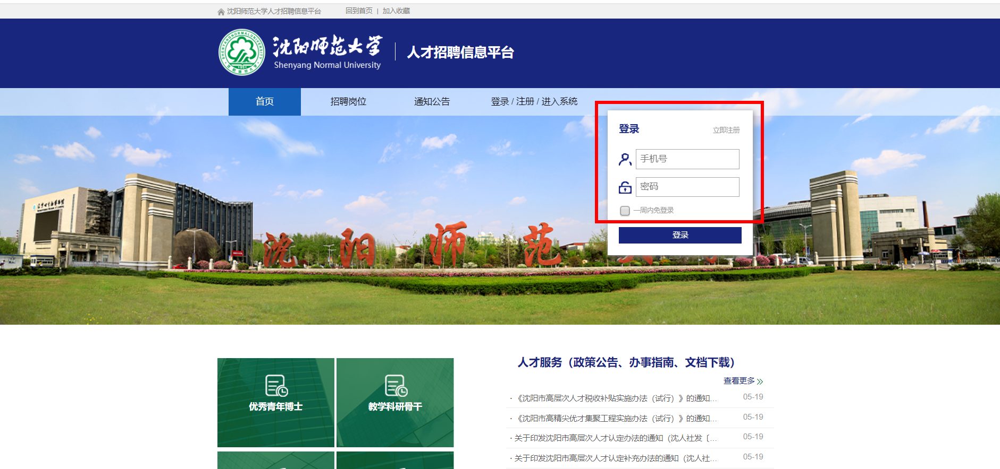 沈阳师范大学人才招聘信息平台 回到首页 | 加入收藏
沈阳师范大学
Shenyang Normal University
人才招聘信息平台
首页 招聘岗位 通知公告 登录 / 注册 / 进入系统
登录 立即注册
手机号
密码
一周内免登录
登录
沈阳师范
优秀青年博士
教学科研骨干
人才服务（政策公告、办事指南、文档下载）
查看更多
· 《沈阳市高层次人才税收补贴实施办法（试行）》的通知... 05-19
· 《沈阳市高精尖优才集聚工程实施办法（试行）》的通知... 05-19
· 关于印发沈阳市高层次人才认定办法的通知（沈人社发〔... 05-19
· 关于印发沈阳市高层次人才认定补充办法的通知（沈人社... 05-19